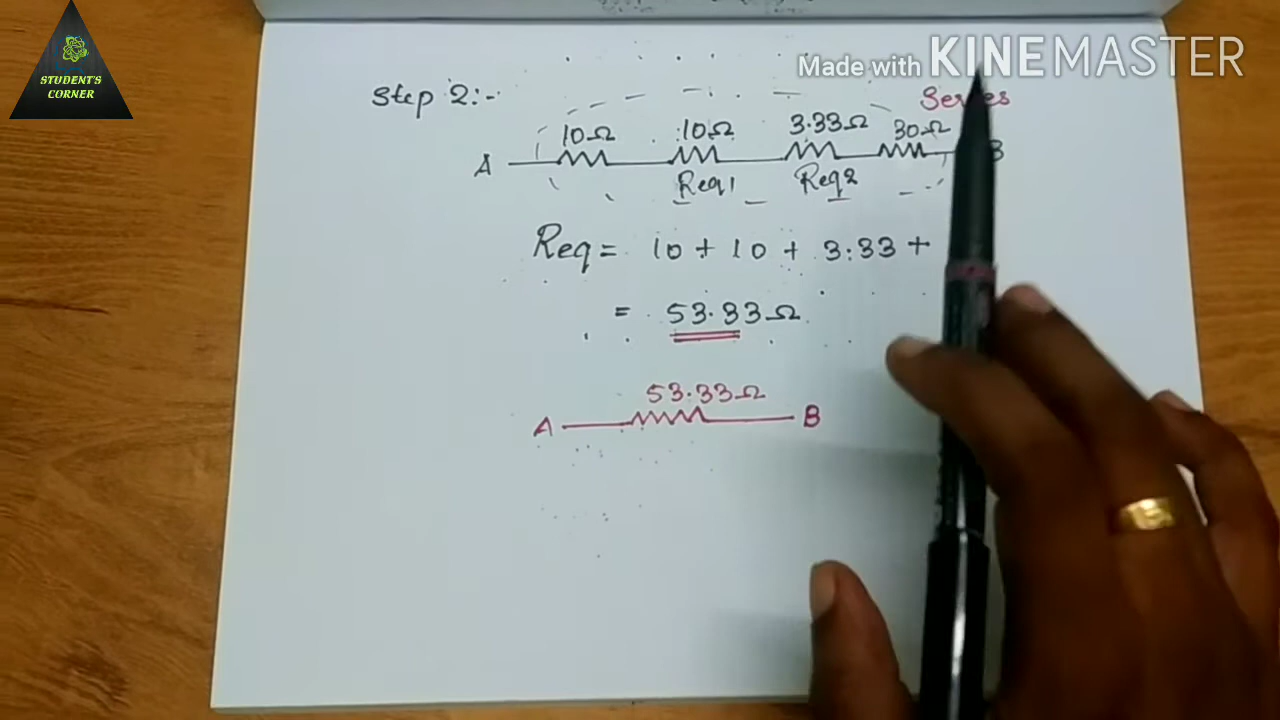 Made with KINEMASTER
STUDENT'S
CORNER
Step 2:-
Series
10Ω 10Ω 3.33Ω 30Ω
A B
Req1 Req2
Req = 10 + 10 + 3.33 +
= 53.33Ω
53.33Ω
A B